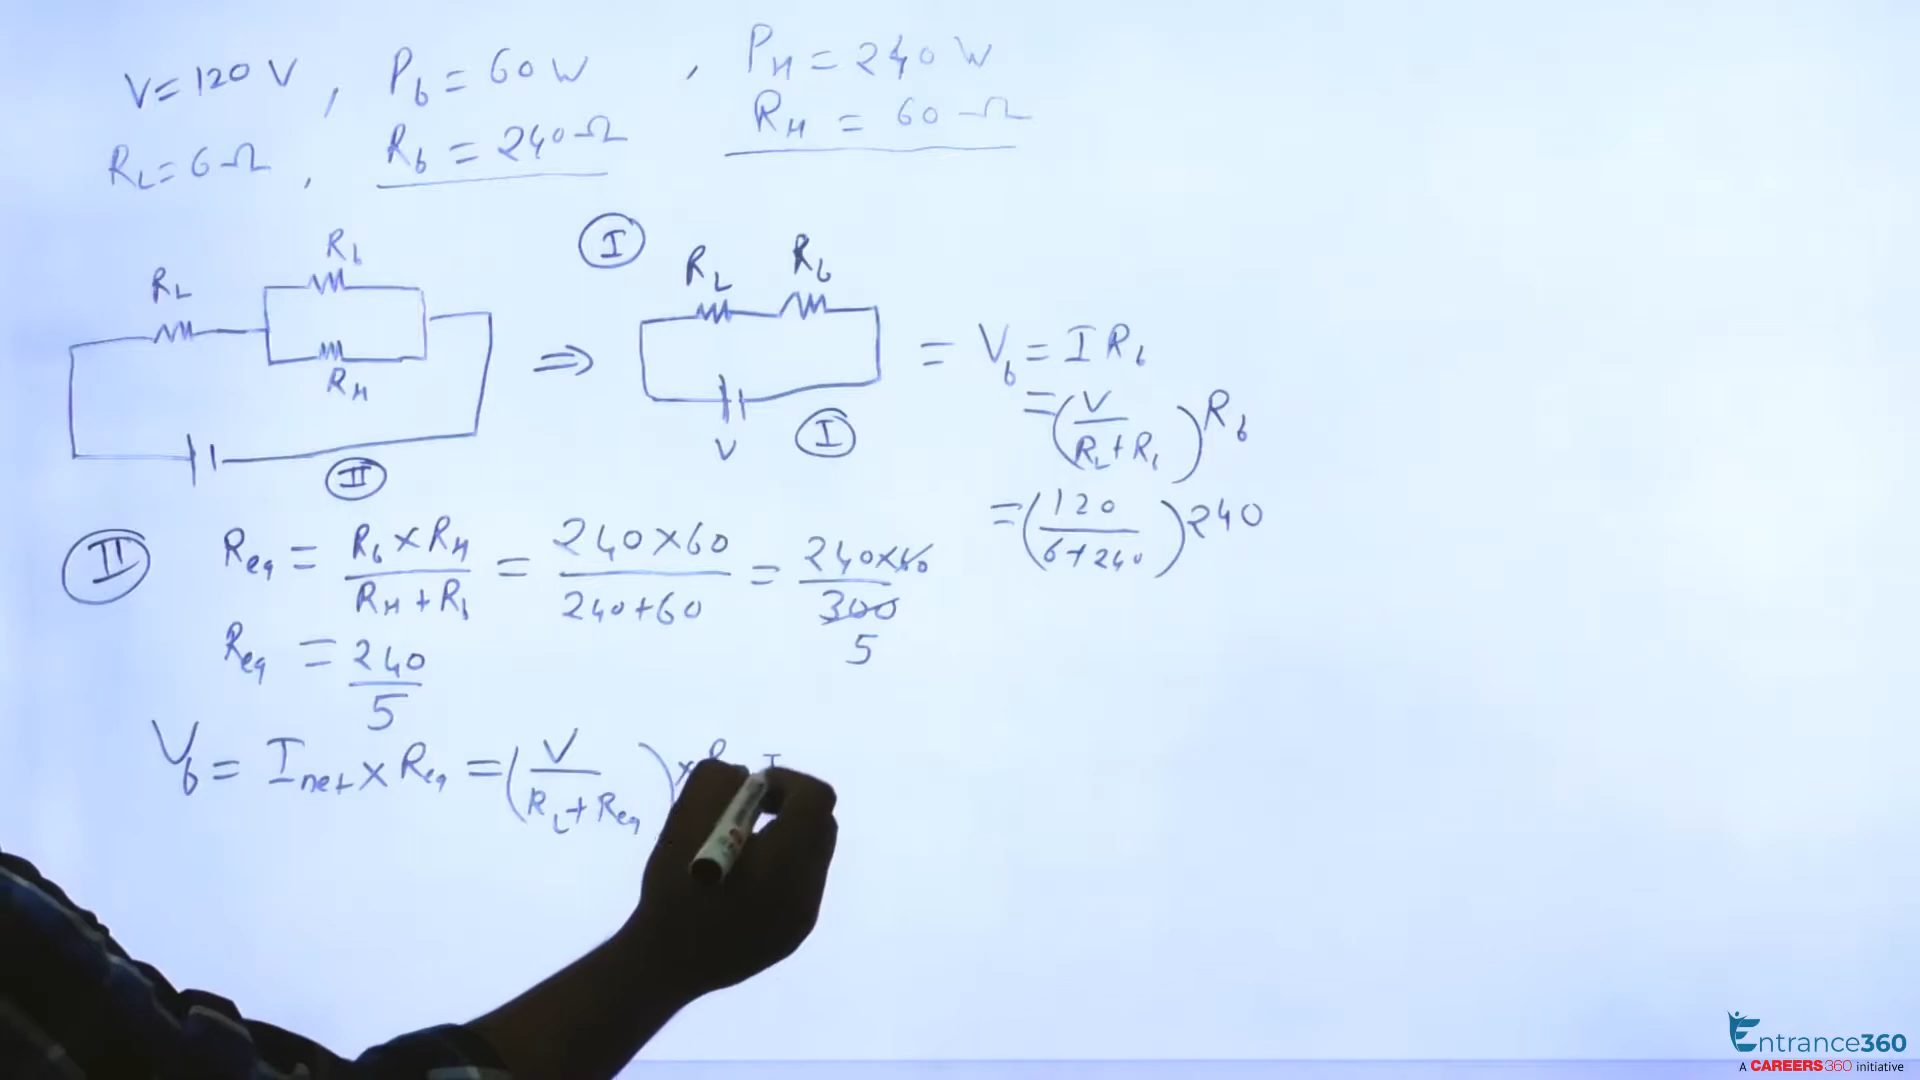 V = 120 V , P_b = 60 W , P_H = 240 W
R_L = 6 Ω , R_b = 240 Ω R_H = 60 Ω
R_L R_b R_H II
⇒
I R_L R_b V I
= V_b = I R_b
= (V / (R_L + R_b)) R_b
= (120 / (6 + 240)) 240
II R_eq = (R_b × R_H) / (R_H + R_b) = (240 × 60) / (240 + 60) = (240 × 60) / 300 5
R_eq = 240 / 5
V_b = I_net × R_eq = (V / (R_L + R_eq)) ×
Entrance360
A CAREERS360 initiative